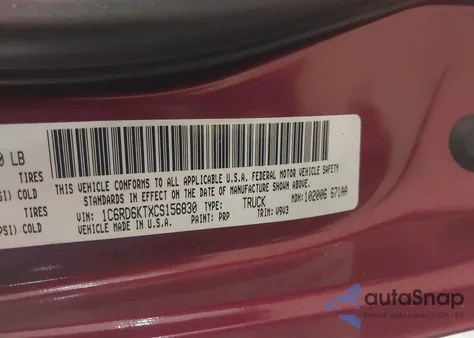 0 LB
TIRES
SI) COLD
TIRES
PSI) COLD
THIS VEHICLE CONFORMS TO ALL APPLICABLE U.S.A. FEDERAL MOTOR VEHICLE SAFETY
STANDARDS IN EFFECT ON THE DATE OF MANUFACTURE SHOWN ABOVE.
VIN: 1C6RD6KTXCS156830 TYPE: TRUCK MDH: 102006 671AA
VEHICLE MADE IN U.S.A. PAINT: PRP TRIM: V9V3
autoSnap